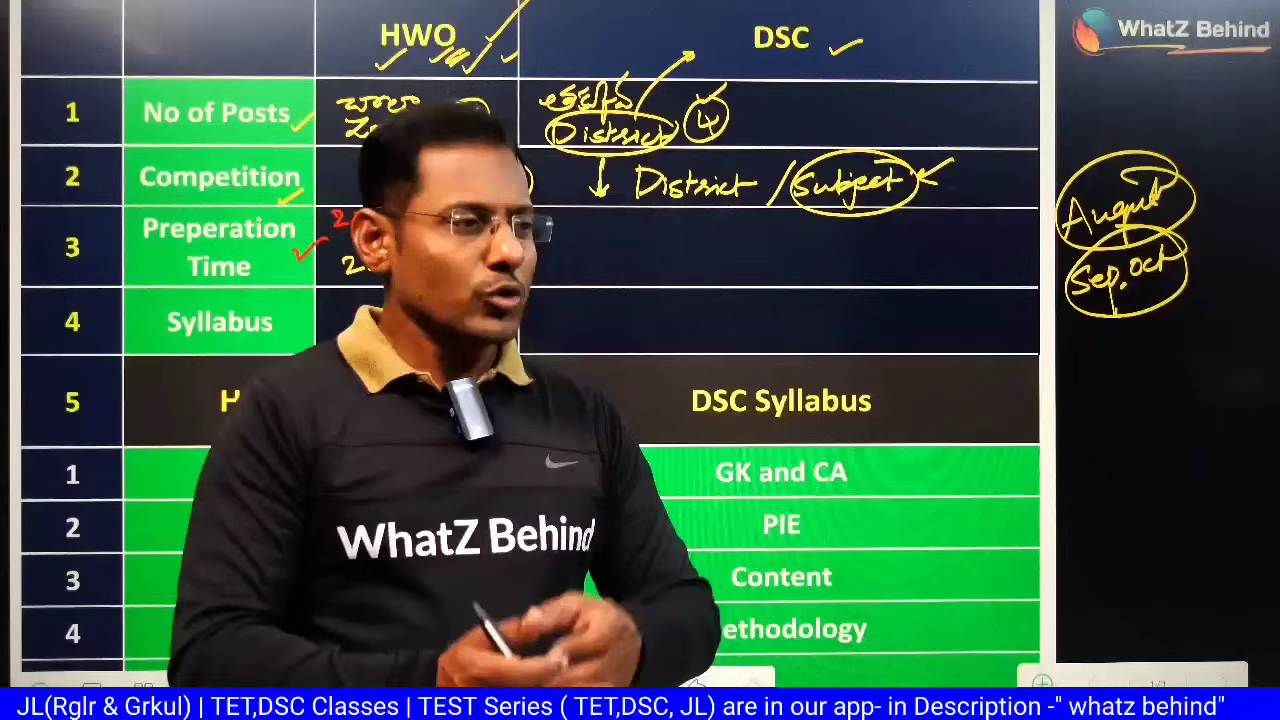 HWO
DSC
WhatZ Behind
1
No of Posts
District
4
2
Competition
District / Subject
August
3
Preperation
Time
Sep, Oct
4
Syllabus
5
DSC Syllabus
1
GK and CA
2
PIE
WhatZ Behind
3
Content
4
ethodology
JL(Rglr & Grkul) | TET,DSC Classes | TEST Series ( TET,DSC, JL) are in our app- in Description -" whatz behind"